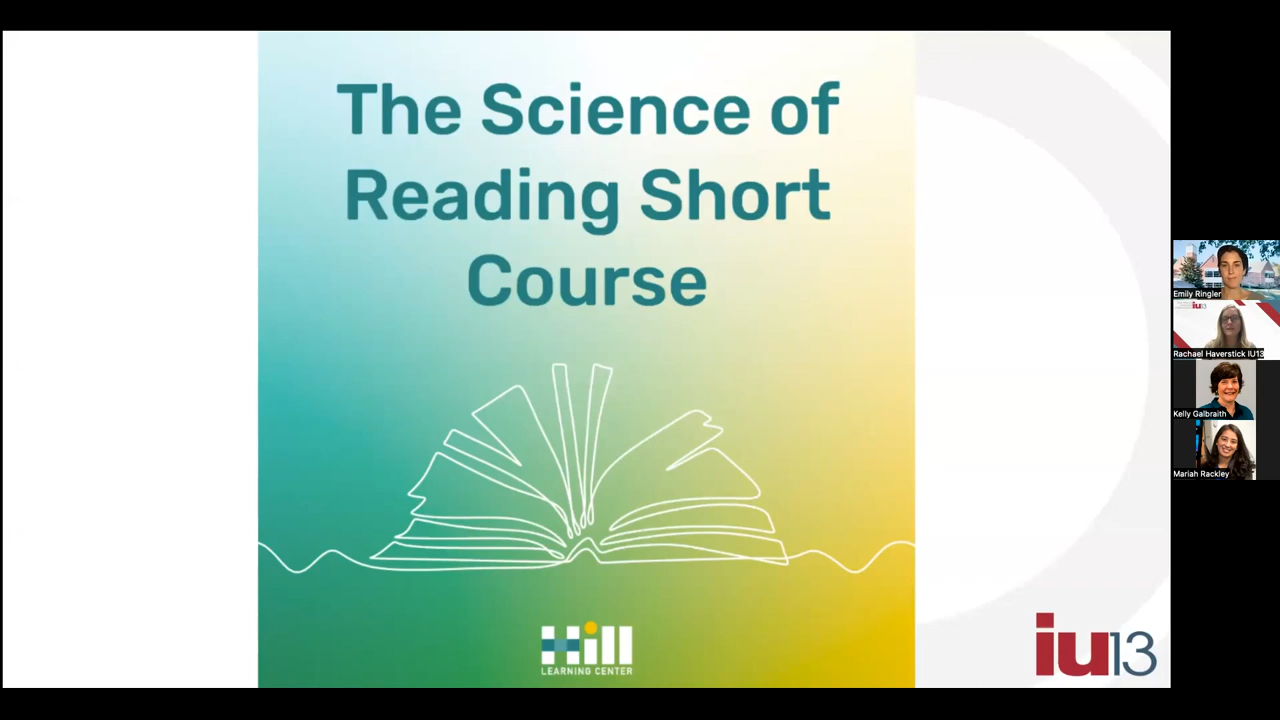 The Science of
Reading Short
Course
Hill
LEARNING CENTER
iu13
Emily Ringler
iu13
Rachael Haverstick IU13
Kelly Galbraith
Mariah Rackley